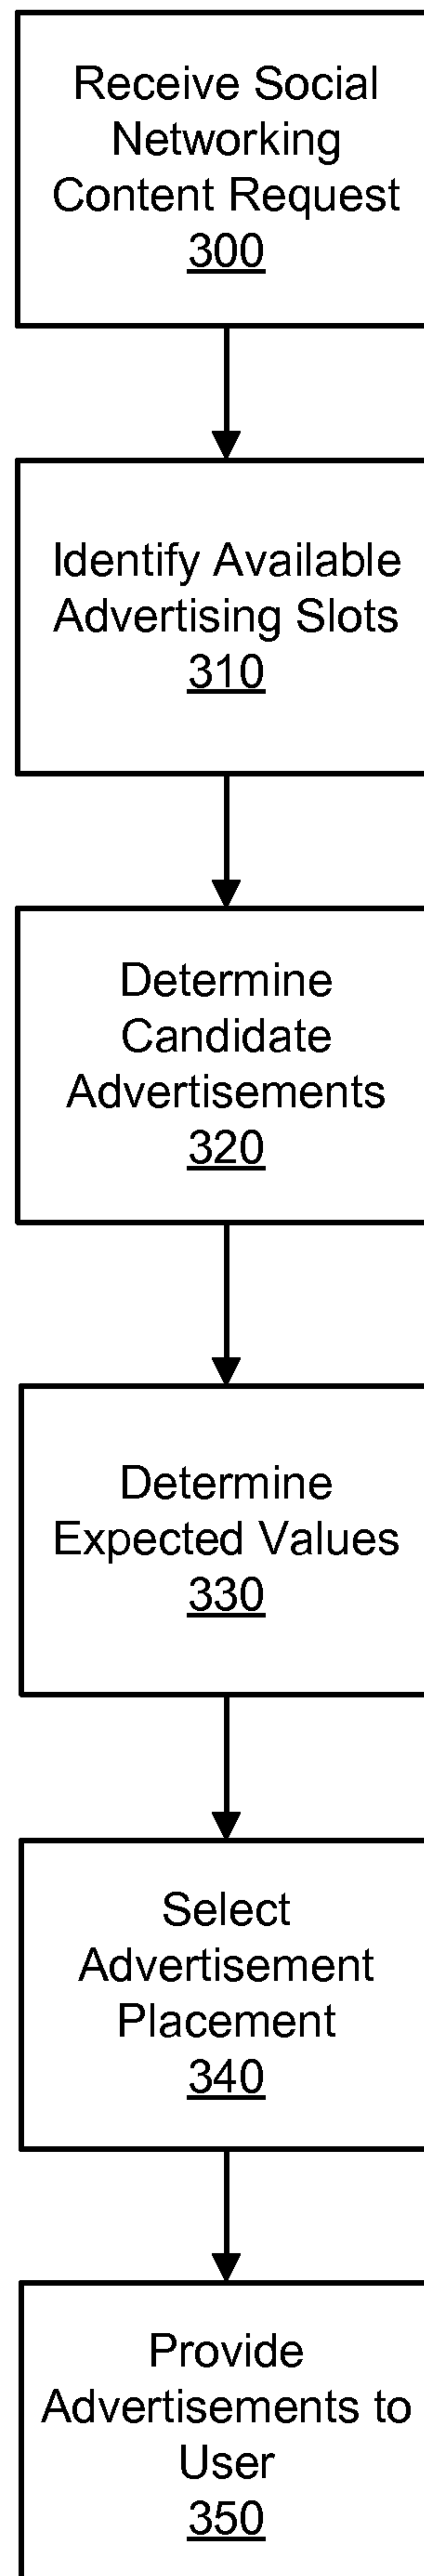 Receive Social
Networking
Content Request
300
Identify Available
Advertising Slots
310
Determine
Candidate
Advertisements
320
Determine
Expected Values
330
Select
Advertisement
Placement
340
Provide
Advertisements to
User
350